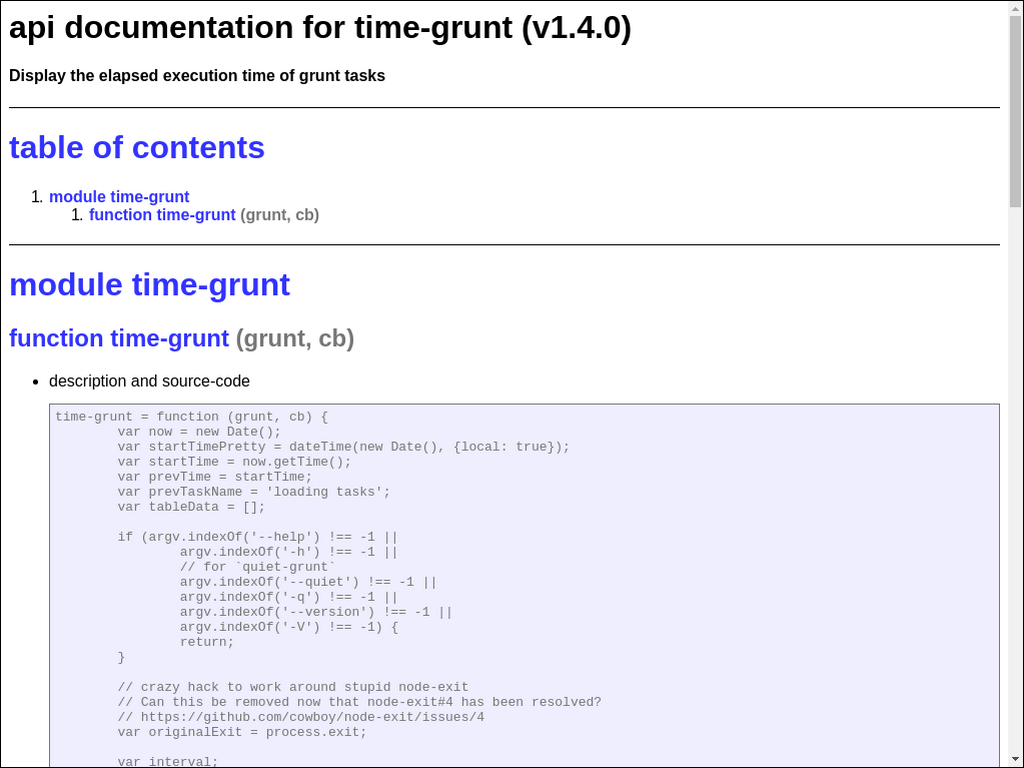 api documentation for time-grunt (v1.4.0)
Display the elapsed execution time of grunt tasks
table of contents
1. module time-grunt
1. function time-grunt (grunt, cb)
module time-grunt
function time-grunt (grunt, cb)
• description and source-code
time-grunt = function (grunt, cb) {
        var now = new Date();
        var startTimePretty = dateTime(new Date(), {local: true});
        var startTime = now.getTime();
        var prevTime = startTime;
        var prevTaskName = 'loading tasks';
        var tableData = [];
        if (argv.indexOf('--help') !== -1 ||
                argv.indexOf('-h') !== -1 ||
                // for `quiet-grunt`
                argv.indexOf('--quiet') !== -1 ||
                argv.indexOf('-q') !== -1 ||
                argv.indexOf('--version') !== -1 ||
                argv.indexOf('-V') !== -1) {
                return;
        }
        // crazy hack to work around stupid node-exit
        // Can this be removed now that node-exit#4 has been resolved?
        // https://github.com/cowboy/node-exit/issues/4
        var originalExit = process.exit;
        var interval;